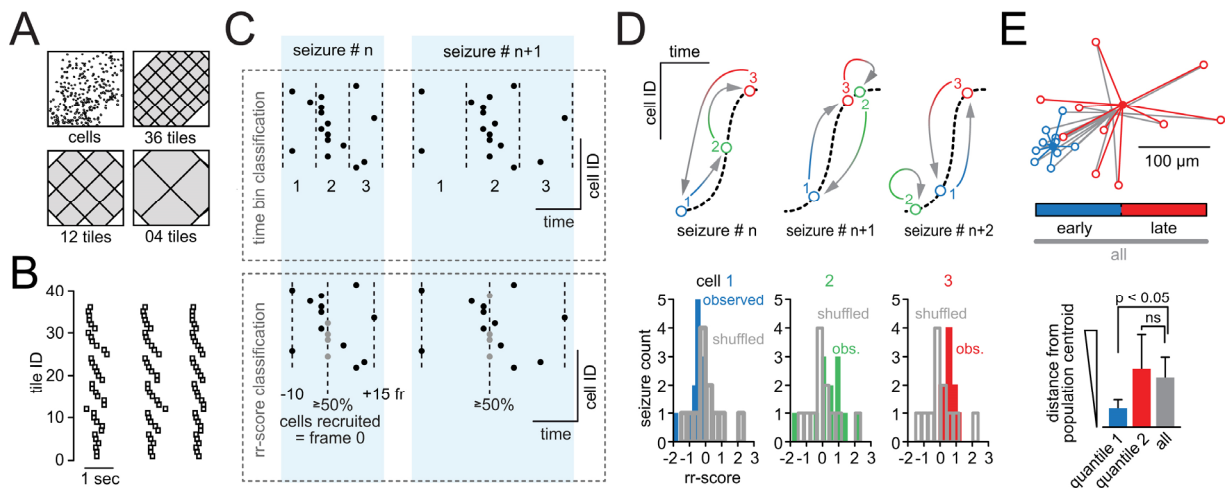 A
cells
36 tiles
12 tiles
04 tiles
B
tile ID
40
30
20
10
0
1 sec
C
seizure # n
seizure # n+1
time bin classification
1
2
3
1
2
3
cell ID
time
rr-score classification
-10
+15 fr
≥50%
cells recruited
= frame 0
≥50%
cell ID
time
D
time
cell ID
1
2
3
seizure # n
1
2
3
seizure # n+1
1
2
3
seizure # n+2
cell 1
observed
shuffled
seizure count
5
4
3
2
1
0
-2 -1 0 1 2 3
rr-score
2
shuffled
obs.
-2 -1 0 1 2 3
3
shuffled
obs.
5
4
3
2
1
0
-2 -1 0 1 2 3
E
100 µm
early
late
all
p < 0.05
ns
distance from
population centroid
quantile 1
quantile 2
all